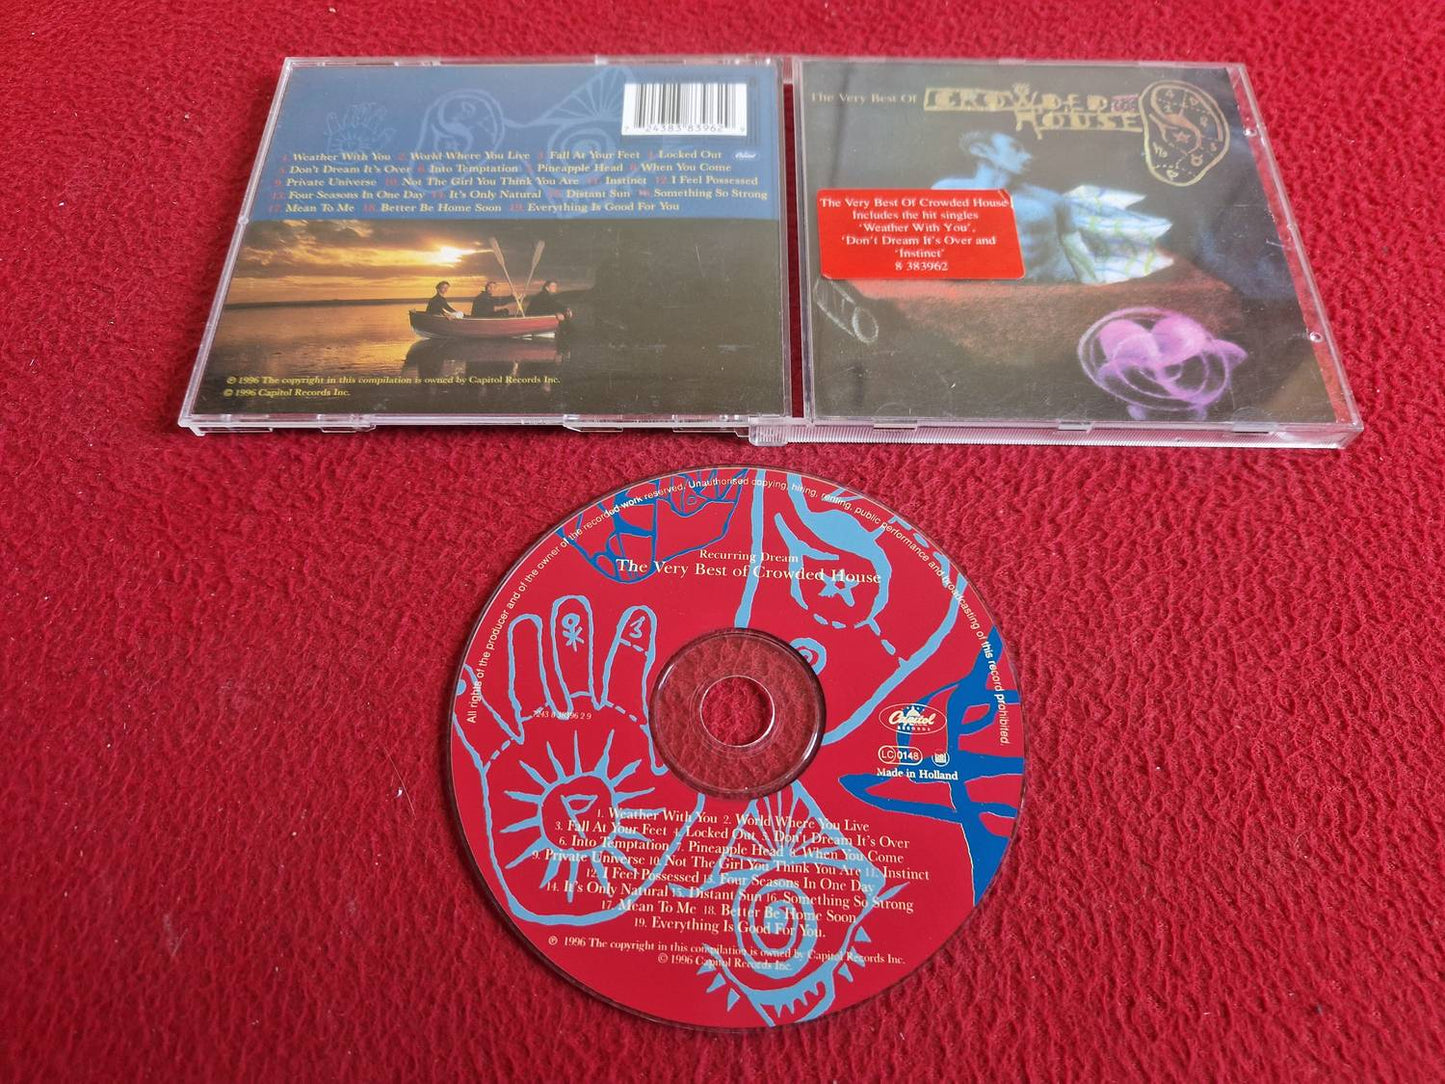 7 24383 83962 9
1. Weather With You 2. World Where You Live 3. Fall At Your Feet 4. Locked Out
5. Don't Dream It's Over 6. Into Temptation 7. Pineapple Head 8. When You Come
9. Private Universe 10. Not The Girl You Think You Are 11. Instinct 12. I Feel Possessed
13. Four Seasons In One Day 14. It's Only Natural 15. Distant Sun 16. Something So Strong
17. Mean To Me 18. Better Be Home Soon 19. Everything Is Good For You
Capitol
℗ 1996 The copyright in this compilation is owned by Capitol Records Inc.
© 1996 Capitol Records Inc.
The Very Best Of CROWDED HOUSE
The Very Best Of Crowded House
Includes the hit singles
'Weather With You',
'Don't Dream It's Over and
'Instinct'
8 383962
All rights of the producer and of the owner of the recorded work reserved. Unauthorised copying, hiring, renting, public performance and broadcasting of this record prohibited.
Recurring Dream
The Very Best of Crowded House
7243 8 38396 2 9
Capitol
RECORDS
LC 0148
Made in Holland
1. Weather With You 2. World Where You Live
3. Fall At Your Feet 4. Locked Out 5. Don't Dream It's Over
6. Into Temptation 7. Pineapple Head 8. When You Come
9. Private Universe 10. Not The Girl You Think You Are 11. Instinct
12. I Feel Possessed 13. Four Seasons In One Day
14. It's Only Natural 15. Distant Sun 16. Something So Strong
17. Mean To Me 18. Better Be Home Soon
19. Everything Is Good For You.
℗ 1996 The copyright in this compilation is owned by Capitol Records Inc.
© 1996 Capitol Records Inc.